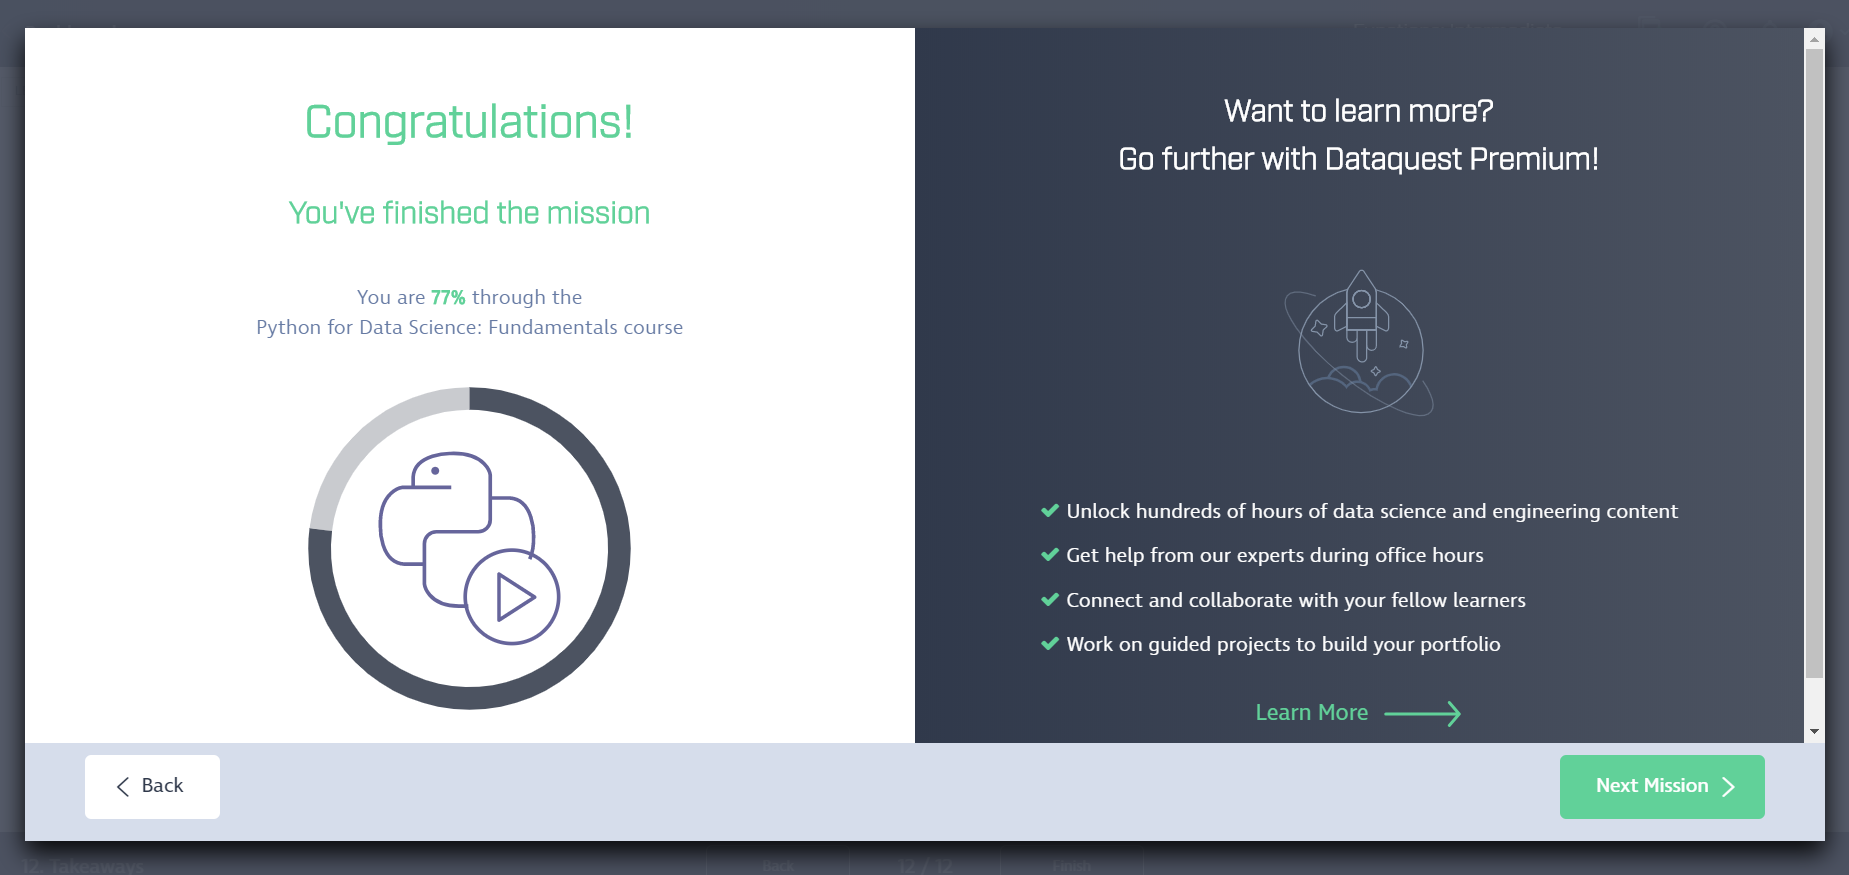 Congratulations!
You've finished the mission
You are 77% through the
Python for Data Science: Fundamentals course
Want to learn more?
Go further with Dataquest Premium!
Unlock hundreds of hours of data science and engineering content
Get help from our experts during office hours
Connect and collaborate with your fellow learners
Work on guided projects to build your portfolio
Learn More
Back
Next Mission
12. Takeaways
Back
12 / 12
Finish